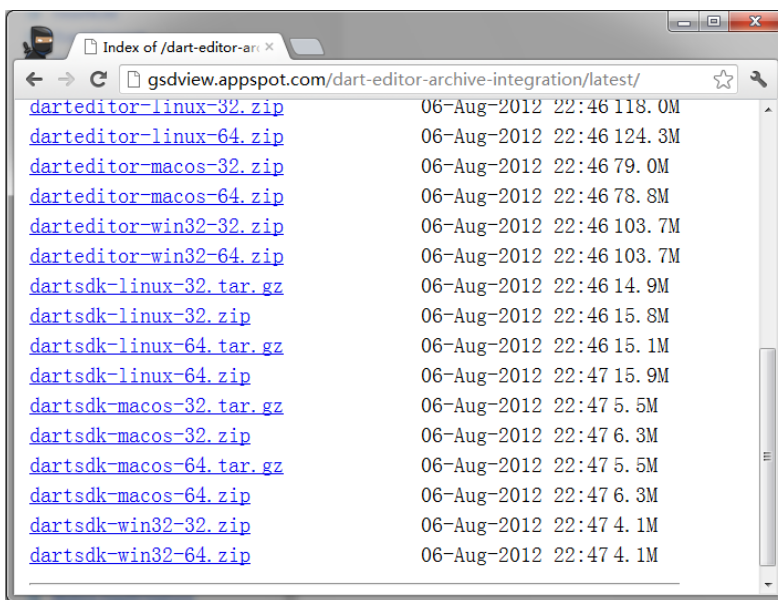 Index of /dart-editor-arc
gsdview.appspot.com/dart-editor-archive-integration/latest/
darteditor-linux-32.zip 06-Aug-2012 22:46 118.0M
darteditor-linux-64.zip 06-Aug-2012 22:46 124.3M
darteditor-macos-32.zip 06-Aug-2012 22:46 79.0M
darteditor-macos-64.zip 06-Aug-2012 22:46 78.8M
darteditor-win32-32.zip 06-Aug-2012 22:46 103.7M
darteditor-win32-64.zip 06-Aug-2012 22:46 103.7M
dartsdk-linux-32.tar.gz 06-Aug-2012 22:46 14.9M
dartsdk-linux-32.zip 06-Aug-2012 22:46 15.8M
dartsdk-linux-64.tar.gz 06-Aug-2012 22:46 15.1M
dartsdk-linux-64.zip 06-Aug-2012 22:47 15.9M
dartsdk-macos-32.tar.gz 06-Aug-2012 22:47 5.5M
dartsdk-macos-32.zip 06-Aug-2012 22:47 6.3M
dartsdk-macos-64.tar.gz 06-Aug-2012 22:47 5.5M
dartsdk-macos-64.zip 06-Aug-2012 22:47 6.3M
dartsdk-win32-32.zip 06-Aug-2012 22:47 4.1M
dartsdk-win32-64.zip 06-Aug-2012 22:47 4.1M